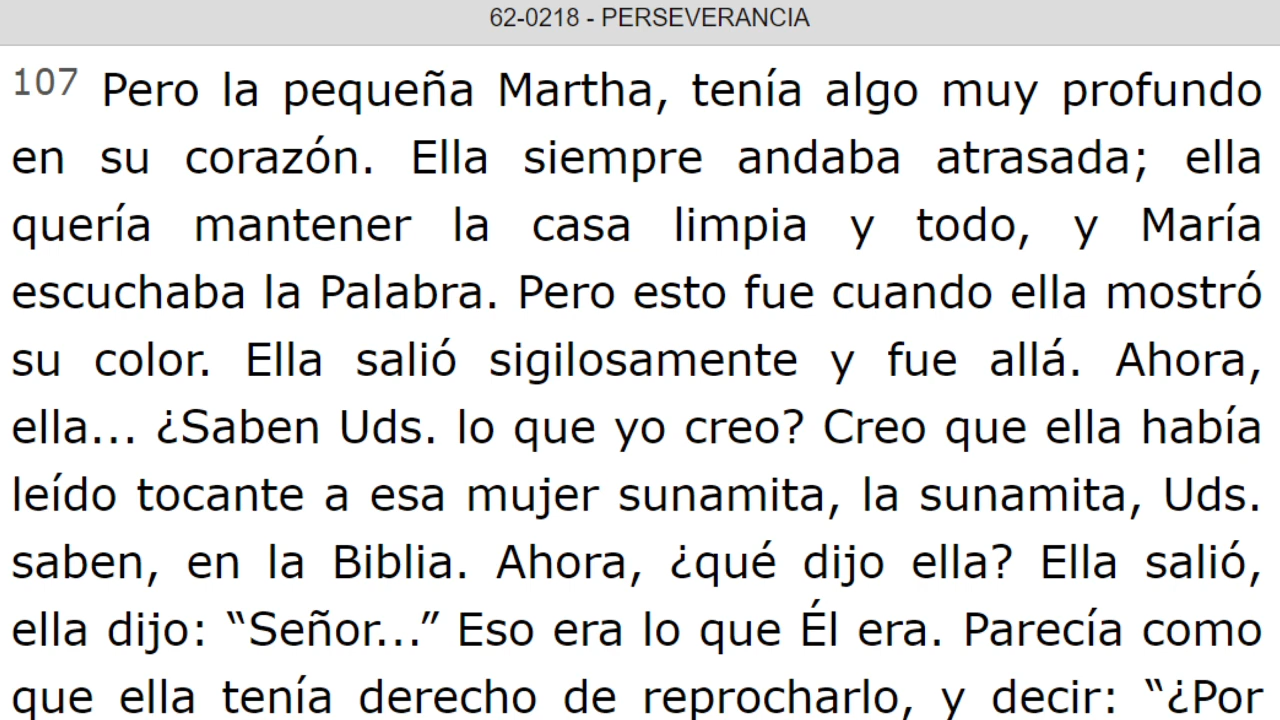 62-0218 - PERSEVERANCIA
107 Pero la pequeña Martha, tenía algo muy profundo
en su corazón. Ella siempre andaba atrasada; ella
quería mantener la casa limpia y todo, y María
escuchaba la Palabra. Pero esto fue cuando ella mostró
su color. Ella salió sigilosamente y fue allá. Ahora,
ella... ¿Saben Uds. lo que yo creo? Creo que ella había
leído tocante a esa mujer sunamita, la sunamita, Uds.
saben, en la Biblia. Ahora, ¿qué dijo ella? Ella salió,
ella dijo: “Señor...” Eso era lo que Él era. Parecía como
que ella tenía derecho de reprocharlo, y decir: “¿Por